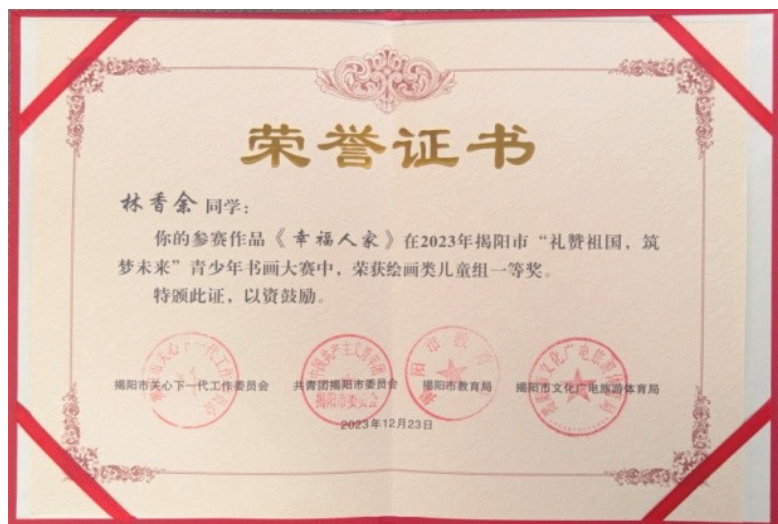 荣誉证书
林香余 同学：
你的参赛作品《幸福人家》在2023年揭阳市“礼赞祖国，筑
梦未来”青少年书画大赛中，荣获绘画类儿童组一等奖。
特颁此证，以资鼓励。
揭阳市关心下一代工作委员会 共青团揭阳市委员会 揭阳市教育局 揭阳市文化广电旅游体育局
2023年12月23日